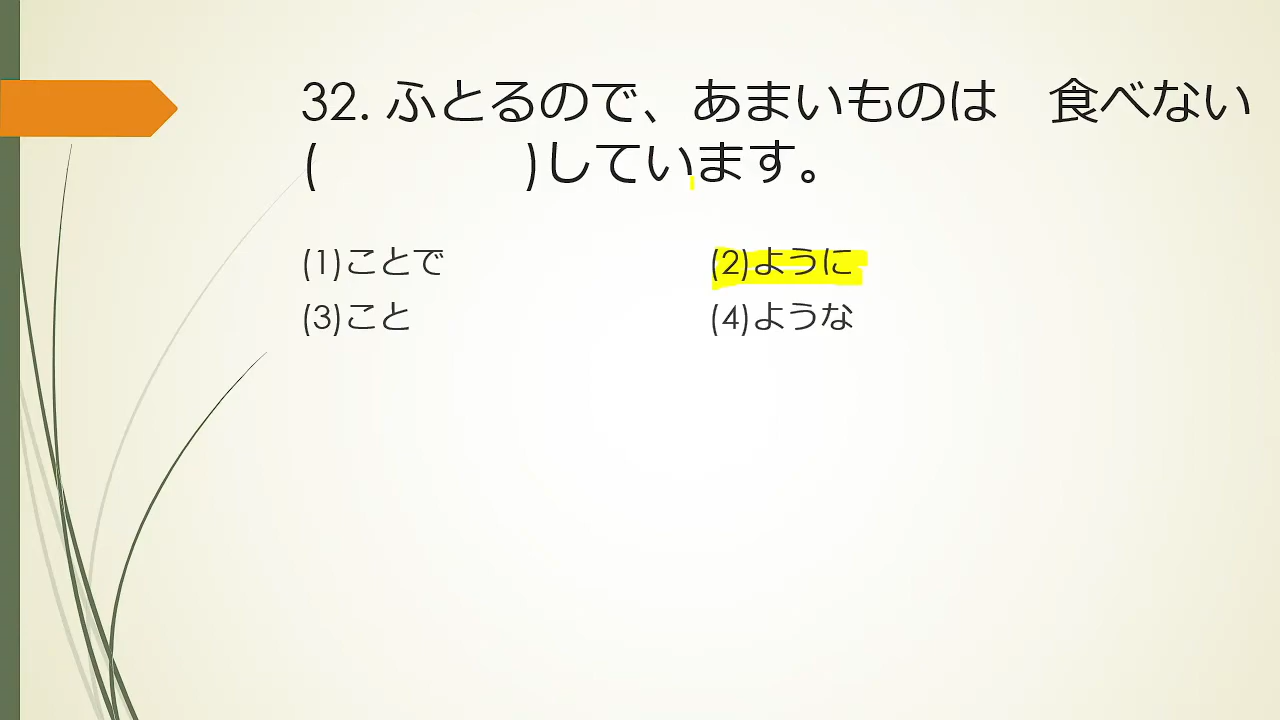 32. ふとるので、あまいものは　食べない
(　　　　)しています。
(1)ことで　(2)ように
(3)こと　(4)ような